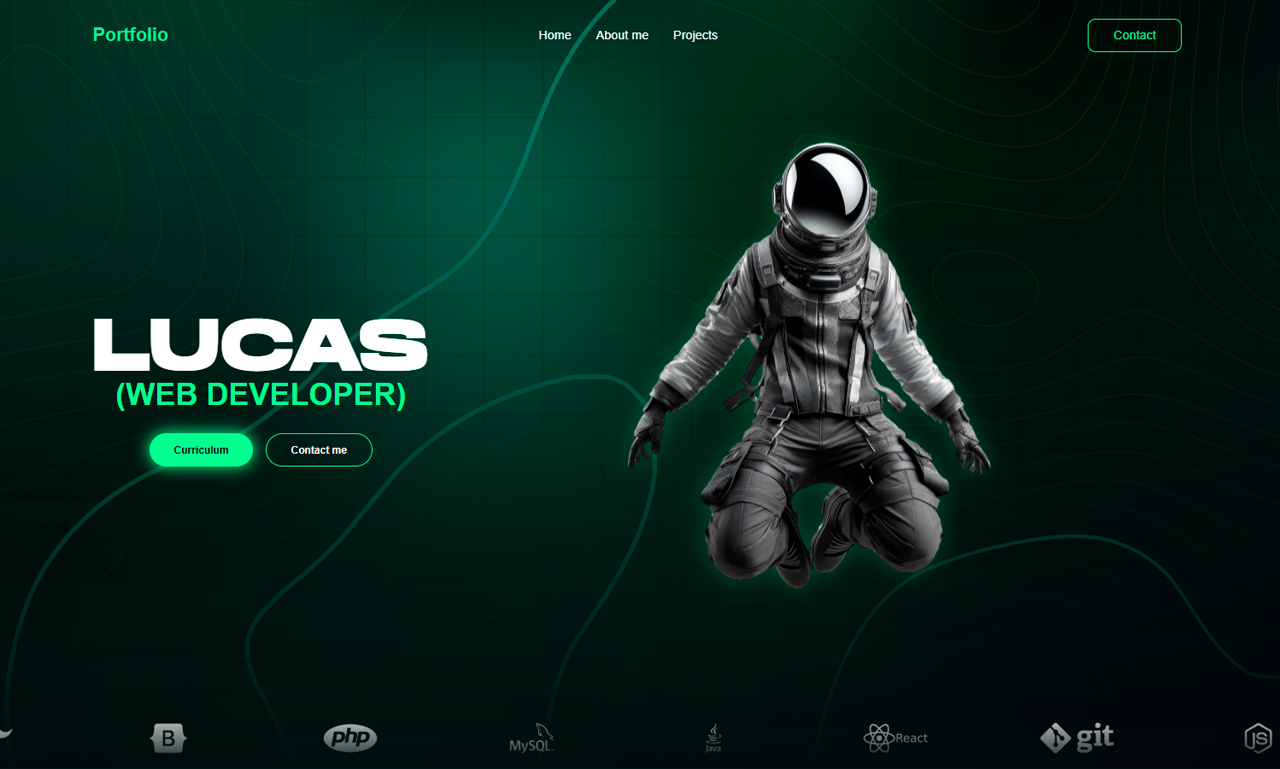 Portfolio
Home About me Projects
Contact
LUCAS
(WEB DEVELOPER)
Curriculum Contact me
B php MySQL Java React git JS